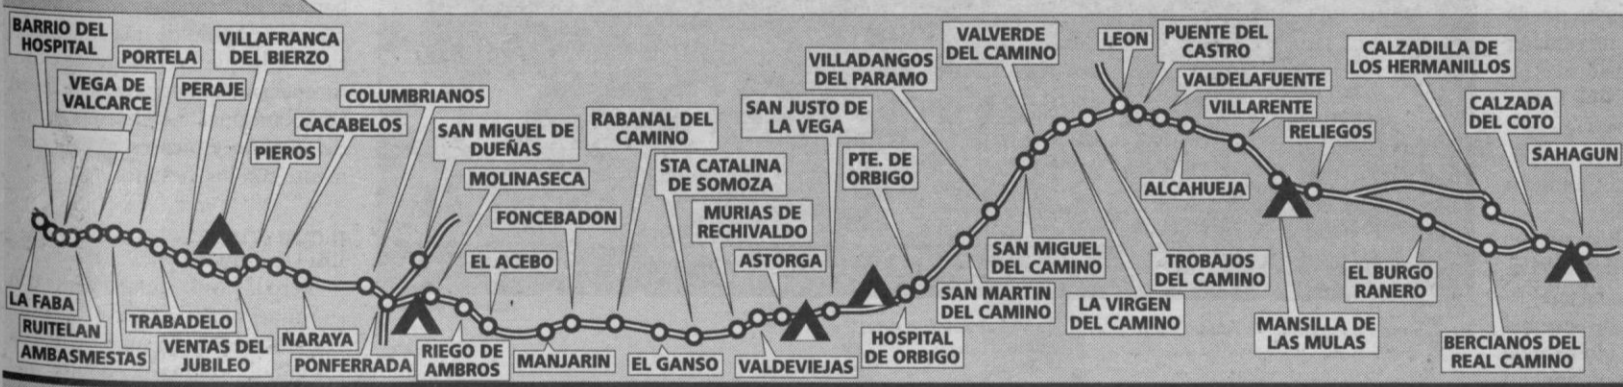 BARRIO DEL
HOSPITAL
VEGA DE
VALCARCE
PORTELA
PERAJE
VILLAFRANCA
DEL BIERZO
PIEROS
CACABELOS
COLUMBRIANOS
SAN MIGUEL DE
DUEÑAS
MOLINASECA
FONCEBADON
EL ACEBO
RABANAL DEL
CAMINO
STA CATALINA
DE SOMOZA
MURIAS DE
RECHIVALDO
ASTORGA
SAN JUSTO DE
LA VEGA
VILLADANGOS
DEL PARAMO
PTE. DE
ORBIGO
VALVERDE
DEL CAMINO
LEON
PUENTE DEL
CASTRO
VALDELAFUENTE
VILLARENTE
RELIEGOS
CALZADILLA DE
LOS HERMANILLOS
CALZADA
DEL COTO
SAHAGUN
LA FABA
RUITELAN
AMBASMESTAS
TRABADELO
VENTAS DEL
JUBILEO
NARAYA
PONFERRADA
RIEGO DE
AMBROS
MANJARIN
EL GANSO
VALDEVIEJAS
HOSPITAL
DE ORBIGO
SAN MARTIN
DEL CAMINO
SAN MIGUEL
DEL CAMINO
LA VIRGEN
DEL CAMINO
TROBAJOS
DEL CAMINO
ALCAHUEJA
MANSILLA DE
LAS MULAS
EL BURGO
RANERO
BERCIANOS DEL
REAL CAMINO